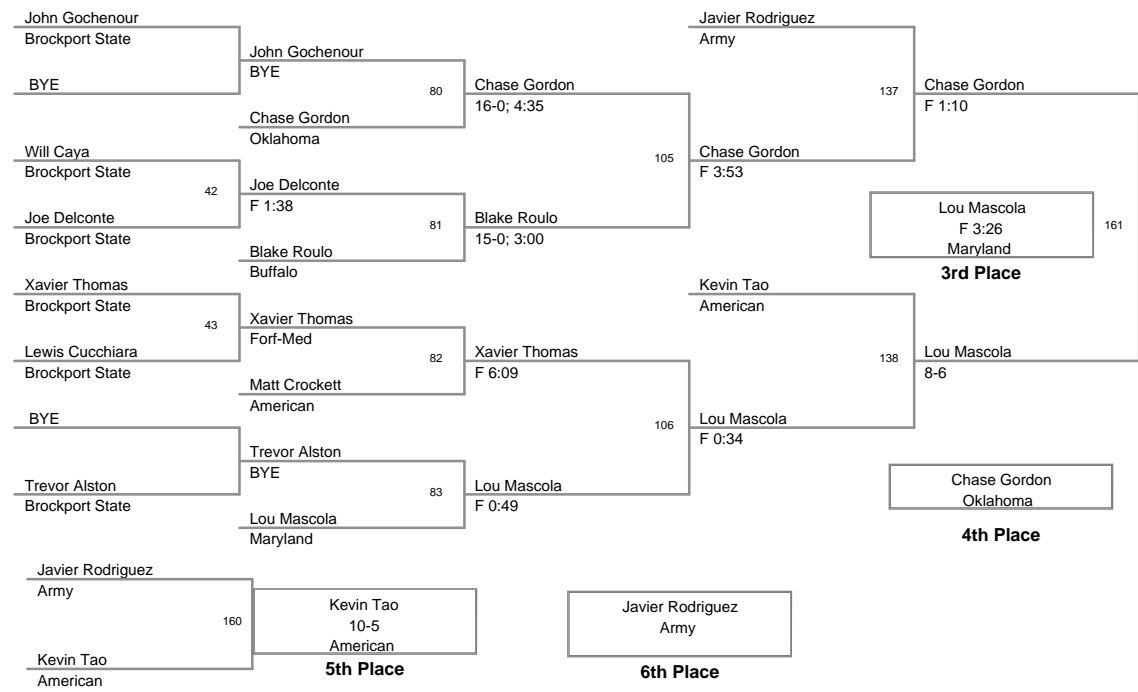 John Gochenour
Brockport State
BYE
John Gochenour
BYE
80
Chase Gordon
Oklahoma
Chase Gordon
16-0; 4:35
Will Caya
Brockport State
42
Joe Delconte
Brockport State
Joe Delconte
F 1:38
81
Blake Roulo
Buffalo
Blake Roulo
15-0; 3:00
105
Chase Gordon
F 3:53
Javier Rodriguez
Army
137
Chase Gordon
F 1:10
Xavier Thomas
Brockport State
43
Lewis Cucchiara
Brockport State
Xavier Thomas
Forf-Med
82
Matt Crockett
American
Xavier Thomas
F 6:09
BYE
Trevor Alston
Brockport State
Trevor Alston
BYE
83
Lou Mascola
Maryland
Lou Mascola
F 0:49
106
Lou Mascola
F 0:34
Kevin Tao
American
138
Lou Mascola
8-6
161
Lou Mascola
F 3:26
Maryland
3rd Place
Chase Gordon
Oklahoma
4th Place
Javier Rodriguez
Army
160
Kevin Tao
American
Kevin Tao
10-5
American
5th Place
Javier Rodriguez
Army
6th Place